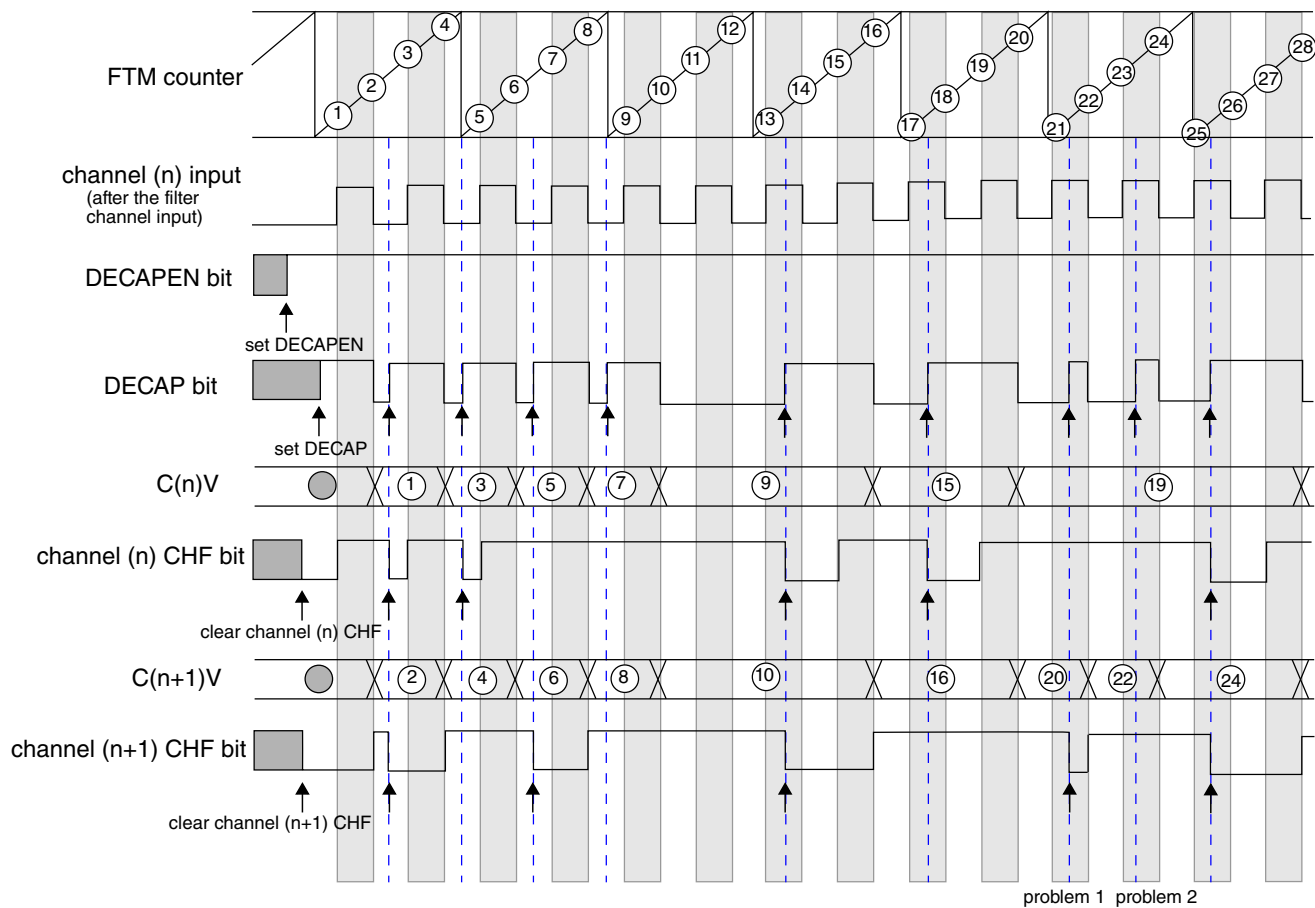 4 8 12 16 20 24 28
3 7 11 15 19 23 27
FTM counter
2 6 10 14 18 22 26
1 5 9 13 17 21 25
channel (n) input
(after the filter
channel input)
DECAPEN bit
set DECAPEN
DECAP bit
set DECAP
C(n)V 1 3 5 7 9 15 19
channel (n) CHF bit
clear channel (n) CHF
C(n+1)V 2 4 6 8 10 16 20 22 24
channel (n+1) CHF bit
clear channel (n+1) CHF
problem 1 problem 2